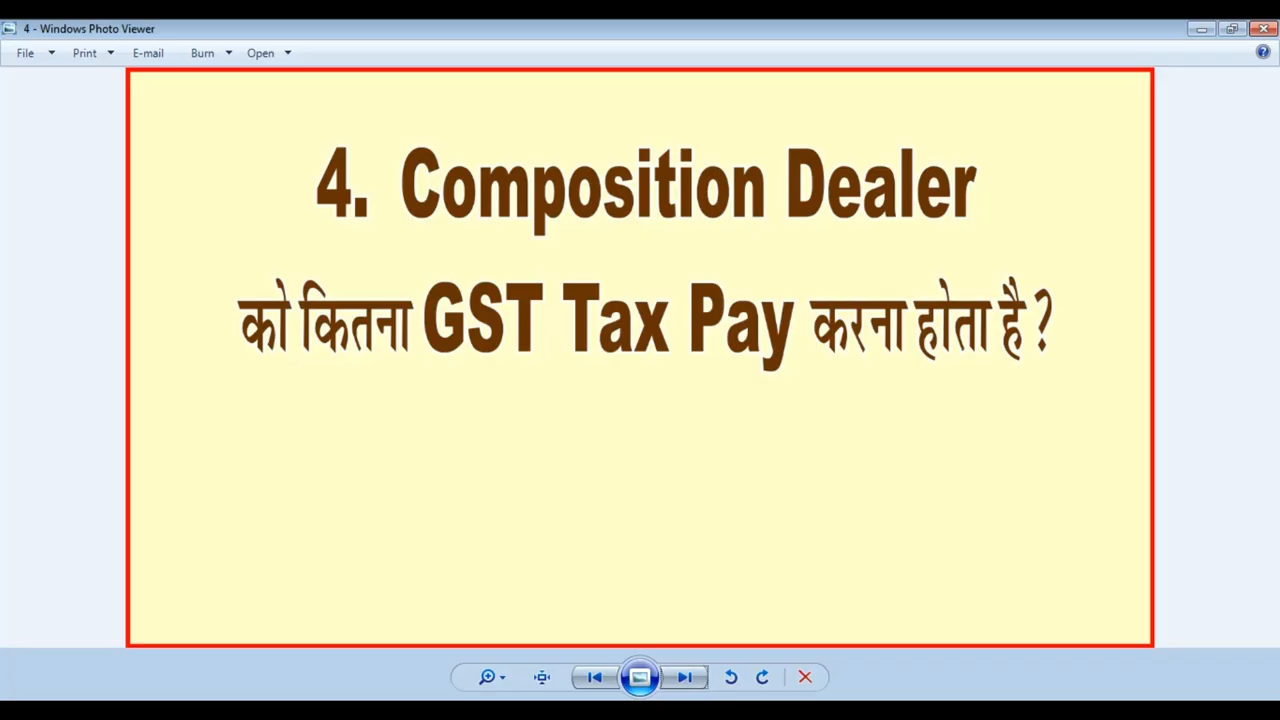 4 - Windows Photo Viewer
File Print E-mail Burn Open
4. Composition Dealer
को कितना GST Tax Pay करना होता है ?